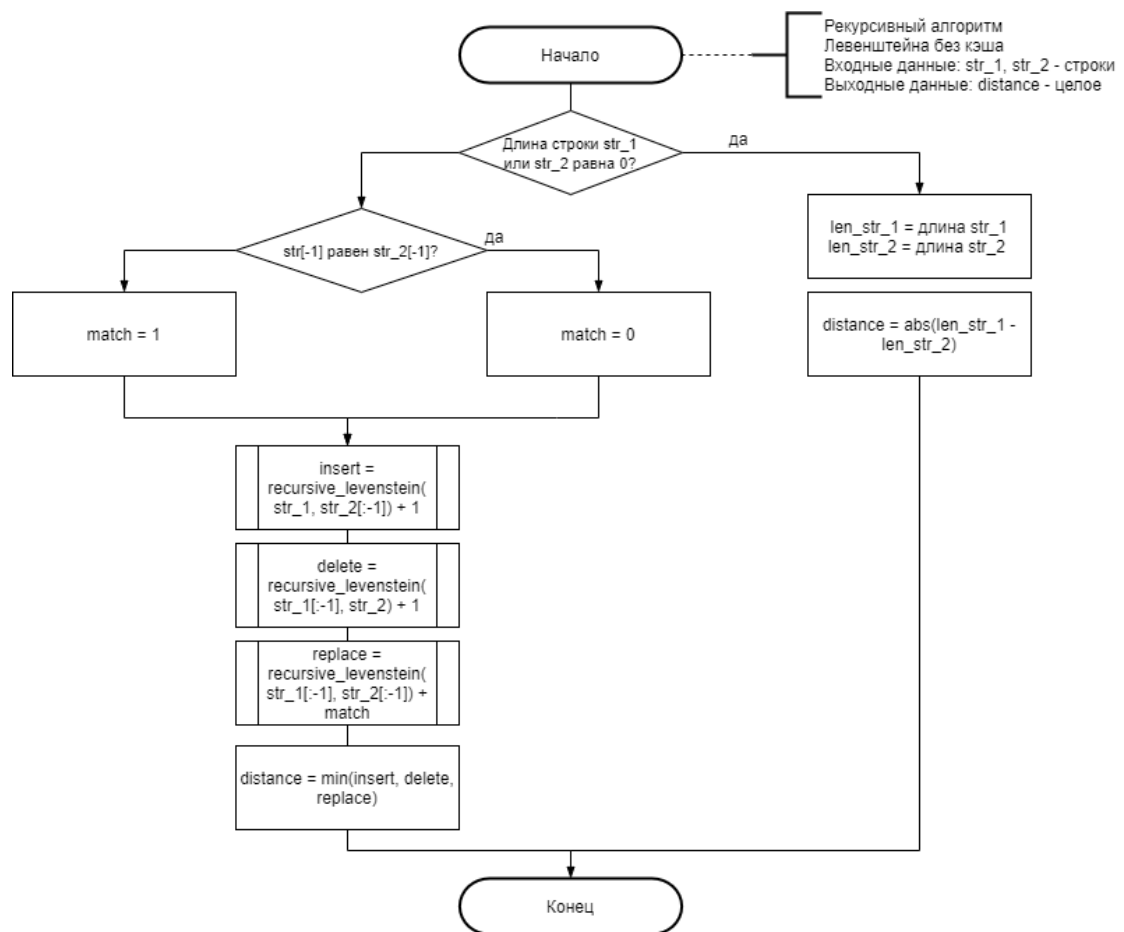 Начало
Рекурсивный алгоритм
Левенштейна без кэша
Входные данные: str_1, str_2 - строки
Выходные данные: distance - целое
Длина строки str_1
или str_2 равна 0?
да
len_str_1 = длина str_1
len_str_2 = длина str_2
str[-1] равен str_2[-1]?
да
match = 1
match = 0
distance = abs(len_str_1 -
len_str_2)
insert =
recursive_levenstein(
str_1, str_2[:-1]) + 1
delete =
recursive_levenstein(
str_1[:-1], str_2) + 1
replace =
recursive_levenstein(
str_1[:-1], str_2[:-1]) +
match
distance = min(insert, delete,
replace)
Конец